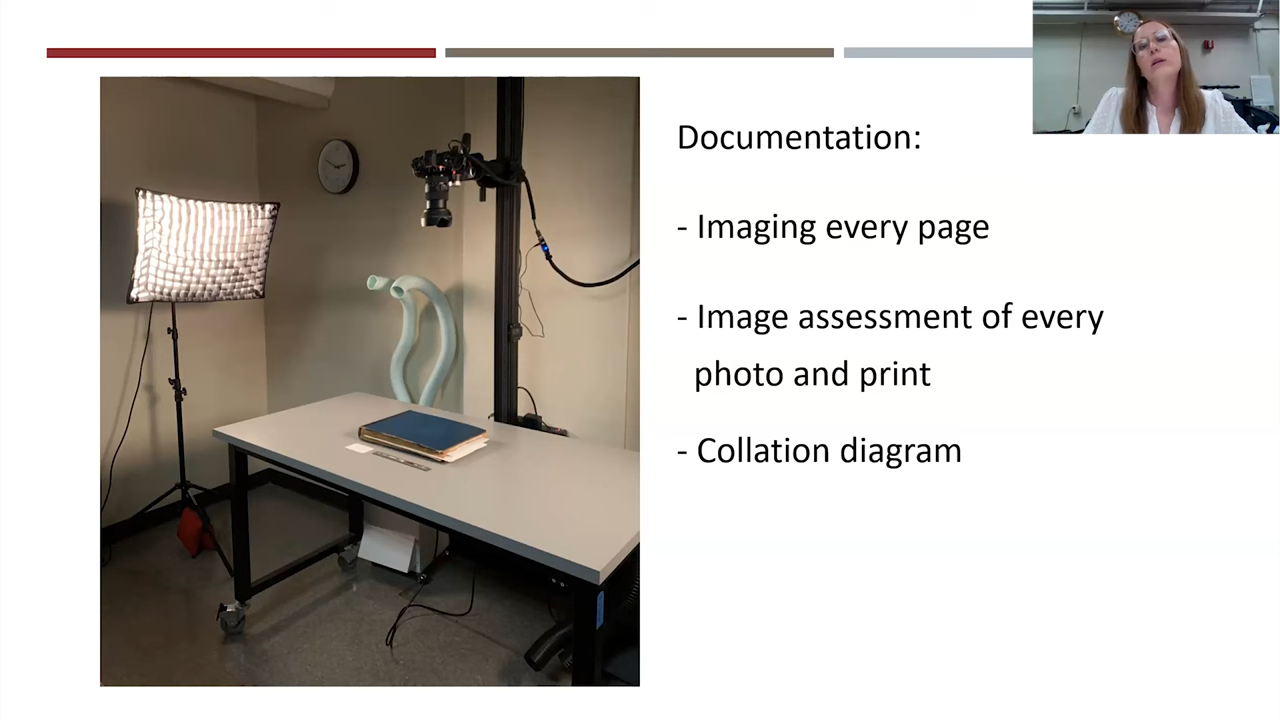 Documentation:
- Imaging every page
- Image assessment of every
photo and print
- Collation diagram